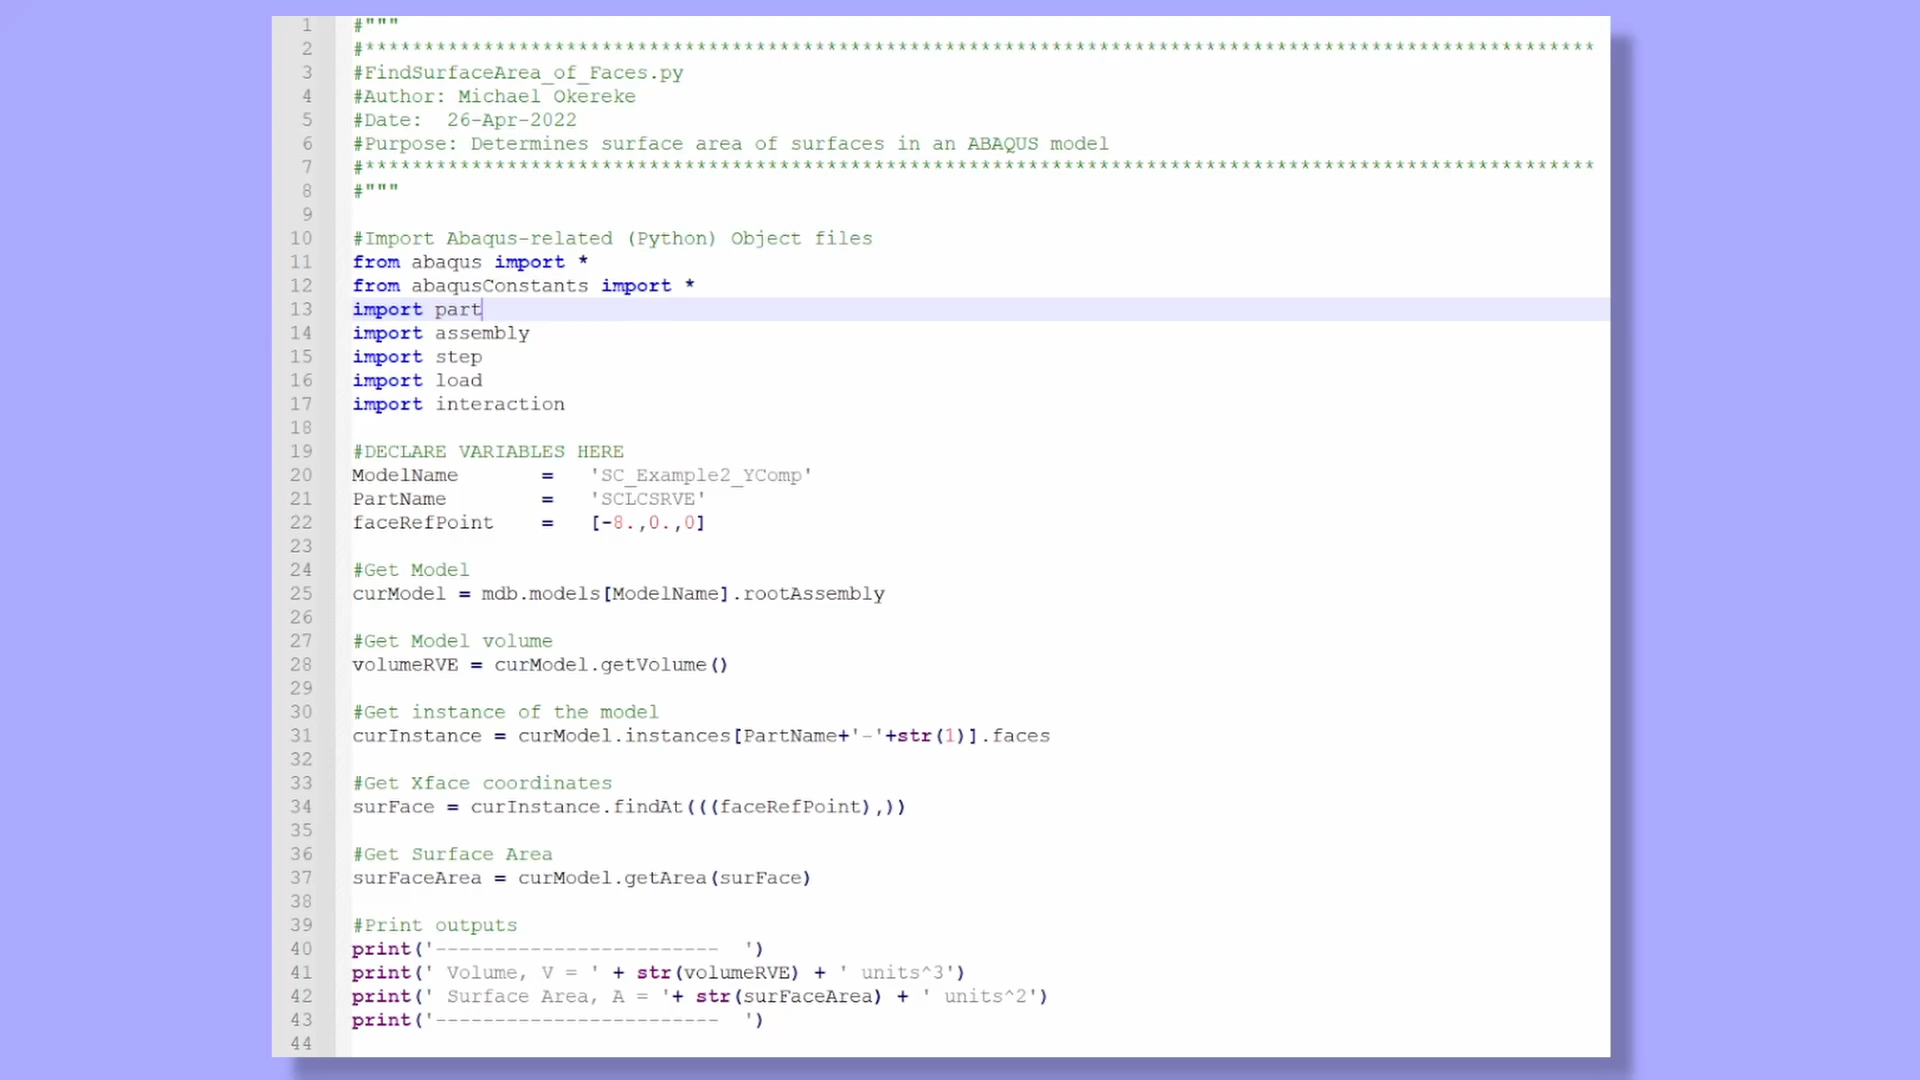 1 #"""
2 #********************************************************************************************************
3 #FindSurfaceArea_of_Faces.py
4 #Author: Michael Okereke
5 #Date:  26-Apr-2022
6 #Purpose: Determines surface area of surfaces in an ABAQUS model
7 #********************************************************************************************************
8 #"""
9
10 #Import Abaqus-related (Python) Object files
11 from abaqus import *
12 from abaqusConstants import *
13 import part
14 import assembly
15 import step
16 import load
17 import interaction
18
19 #DECLARE VARIABLES HERE
20 ModelName       =   'SC_Example2_YComp'
21 PartName        =   'SCLCSRVE'
22 faceRefPoint    =   [-8.,0.,0]
23
24 #Get Model
25 curModel = mdb.models[ModelName].rootAssembly
26
27 #Get Model volume
28 volumeRVE = curModel.getVolume()
29
30 #Get instance of the model
31 curInstance = curModel.instances[PartName+'-'+str(1)].faces
32
33 #Get Xface coordinates
34 surFace = curInstance.findAt(((faceRefPoint),))
35
36 #Get Surface Area
37 surFaceArea = curModel.getArea(surFace)
38
39 #Print outputs
40 print('------------------------  ')
41 print(' Volume, V = ' + str(volumeRVE) + ' units^3')
42 print(' Surface Area, A = '+ str(surFaceArea) + ' units^2')
43 print('------------------------  ')
44